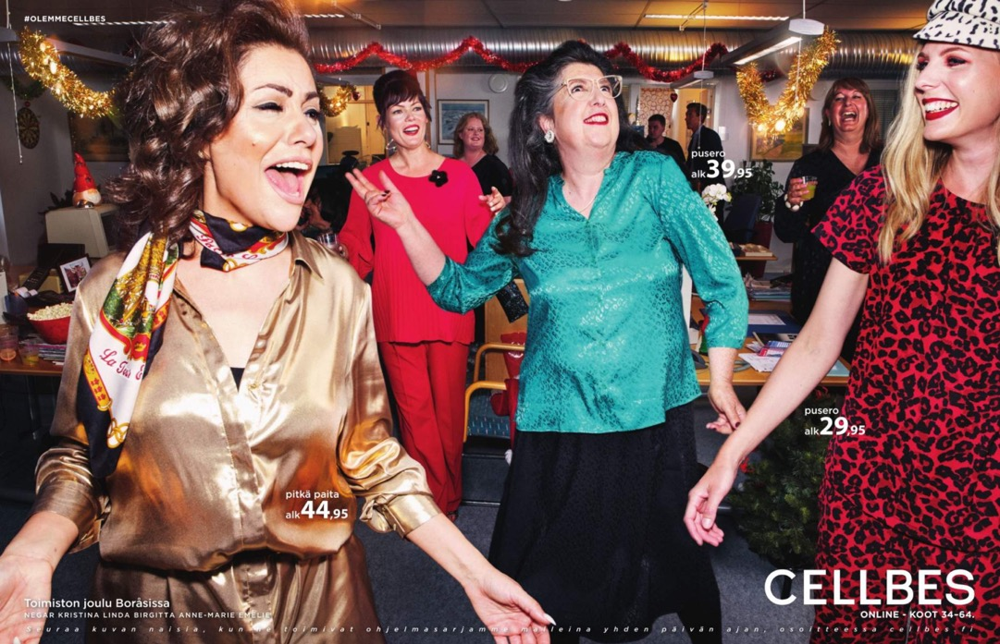 #OLEMMECELLBES
pusero
alk 39,95
La
pusero
alk 29,95
pitkä paita
alk 44,95
CELLBES
ONLINE - KOOT 34-64.
Toimiston joulu Boråsissa
NEGAR KRISTINA LINDA BIRGITTA ANNE-MARIE EMELIE
Seuraa kuvan naisia, kun he toimivat ohjelmasarjamme malleina yhden päivän ajan, osoitteessa cellbes.fi